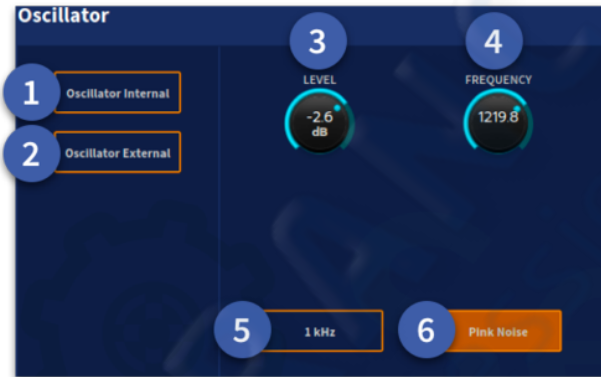 Oscillator
3
4
LEVEL
FREQUENCY
1
Oscillator Internal
-2.6
dB
1219.8
2
Oscillator External
5
1 kHz
6
Pink Noise